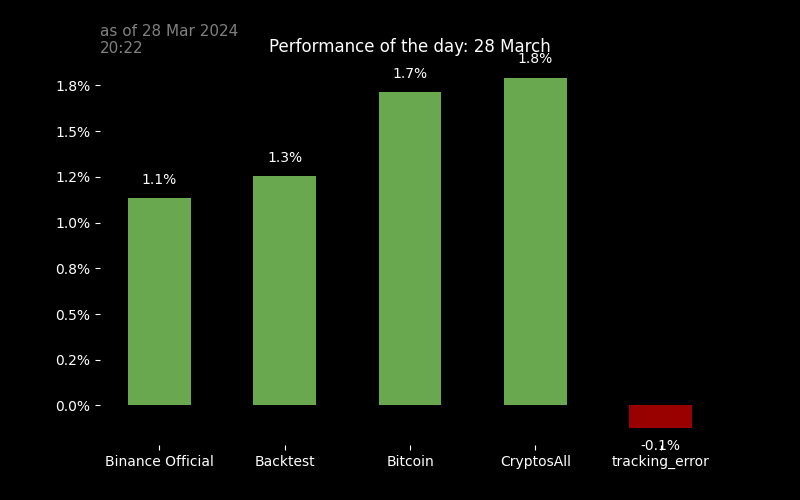 as of 28 Mar 2024
20:22
Performance of the day: 28 March
1.8%
1.5%
1.2%
1.0%
0.8%
0.5%
0.2%
0.0%
1.1%
1.3%
1.7%
1.8%
-0.1%
Binance Official
Backtest
Bitcoin
CryptosAll
tracking_error